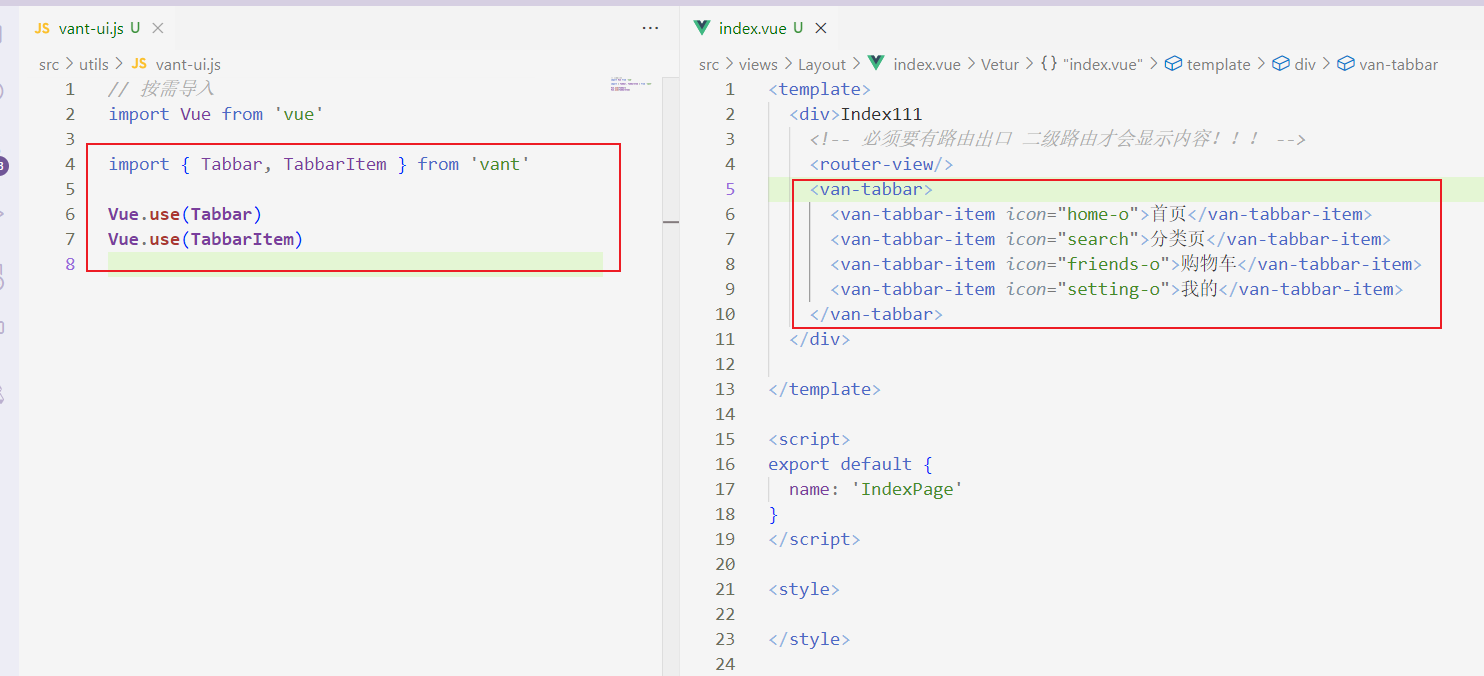 JS vant-ui.js U ×
src > utils > JS vant-ui.js
1 // 按需导入
2 import Vue from 'vue'
3
4 import { Tabbar, TabbarItem } from 'vant'
5
6 Vue.use(Tabbar)
7 Vue.use(TabbarItem)
8
index.vue U ×
src > views > Layout > index.vue > Vetur > {} "index.vue" > template > div > van-tabbar
1 <template>
2 <div>Index111
3 <!-- 必须要有路由出口 二级路由才会显示内容！！！ -->
4 <router-view/>
5 <van-tabbar>
6 <van-tabbar-item icon="home-o">首页</van-tabbar-item>
7 <van-tabbar-item icon="search">分类页</van-tabbar-item>
8 <van-tabbar-item icon="friends-o">购物车</van-tabbar-item>
9 <van-tabbar-item icon="setting-o">我的</van-tabbar-item>
10 </van-tabbar>
11 </div>
12
13 </template>
14
15 <script>
16 export default {
17 name: 'IndexPage'
18 }
19 </script>
20
21 <style>
22
23 </style>
24